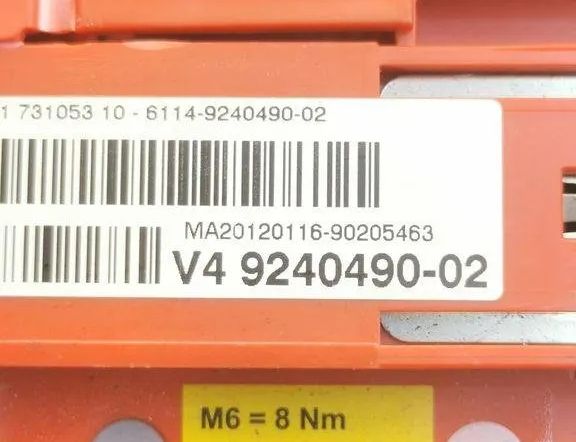 1 731053 10 - 6114-9240490-02
MA20120116-90205463
V4 9240490-02
M6 = 8 Nm